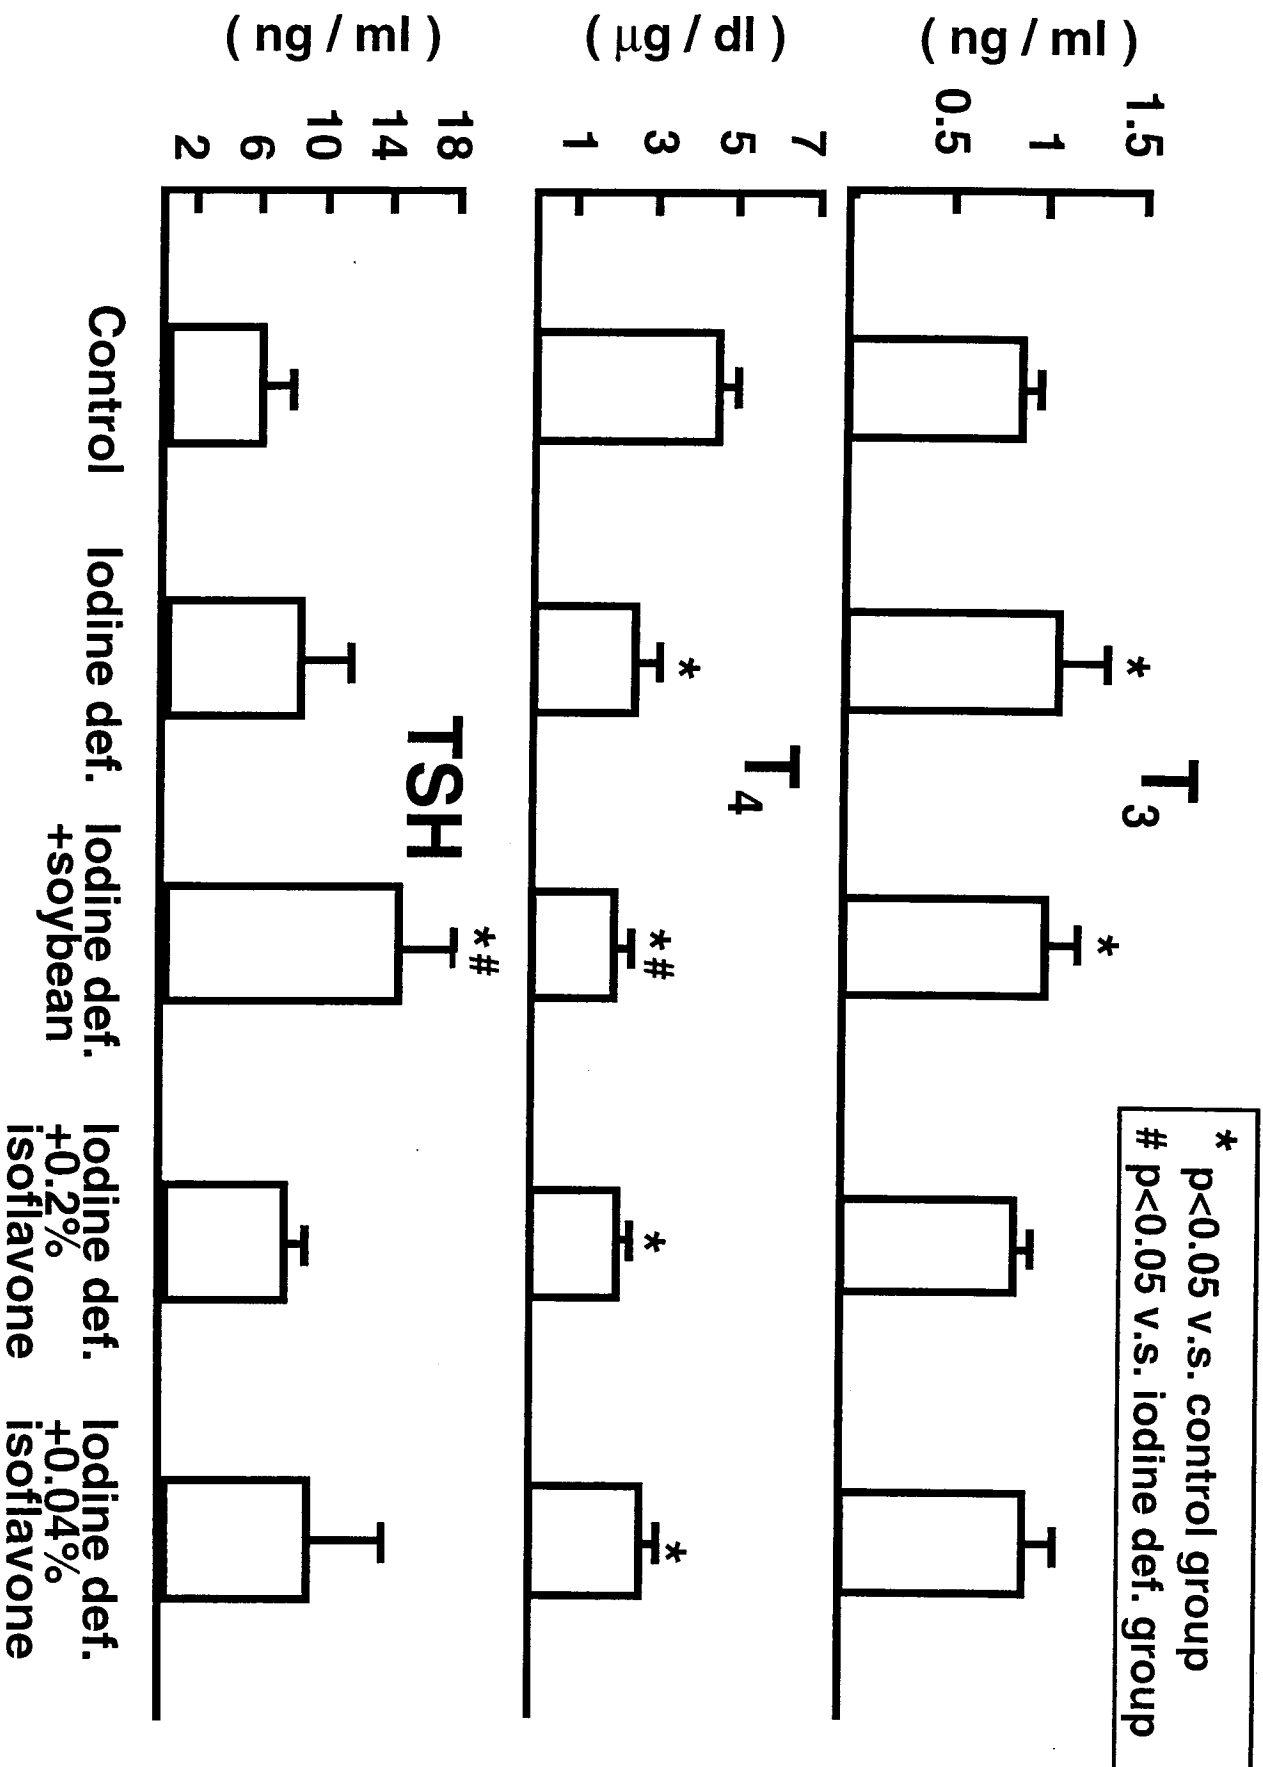 * p<0.05 v.s. control group
# p<0.05 v.s. iodine def. group
T3
( ng / ml )
1.5
1
0.5
*
*
T4
( μg / dl )
7
5
3
1
*
*#
*
*
TSH
( ng / ml )
18
14
10
6
2
*#
Control
Iodine def.
Iodine def.
+soybean
Iodine def.
+0.2%
isoflavone
Iodine def.
+0.04%
isoflavone